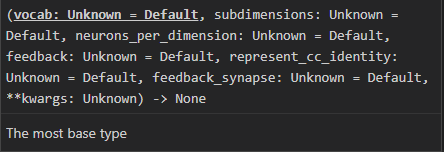 (vocab: Unknown = Default, subdimensions: Unknown =
Default, neurons_per_dimension: Unknown = Default,
feedback: Unknown = Default, represent_cc_identity:
Unknown = Default, feedback_synapse: Unknown = Default,
**kwargs: Unknown) -> None
The most base type